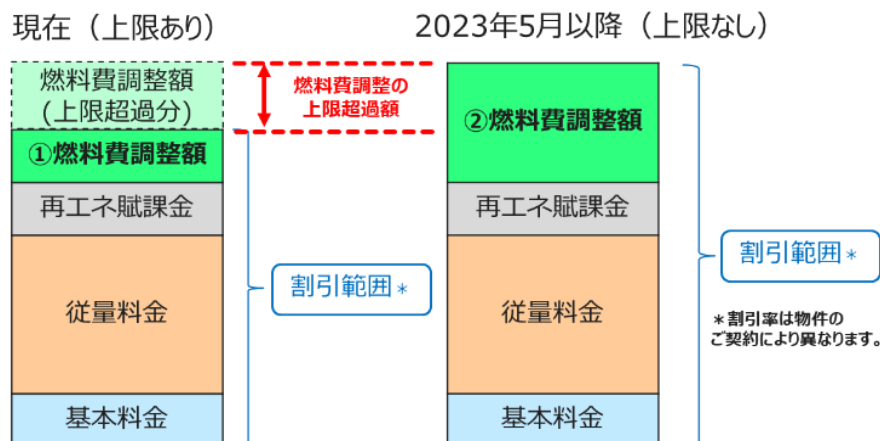 現在（上限あり）
燃料費調整額
(上限超過分)
①燃料費調整額
再エネ賦課金
従量料金
基本料金
割引範囲＊
燃料費調整の
上限超過額
2023年5月以降（上限なし）
②燃料費調整額
再エネ賦課金
従量料金
基本料金
割引範囲＊
＊割引率は物件の
ご契約により異なります。